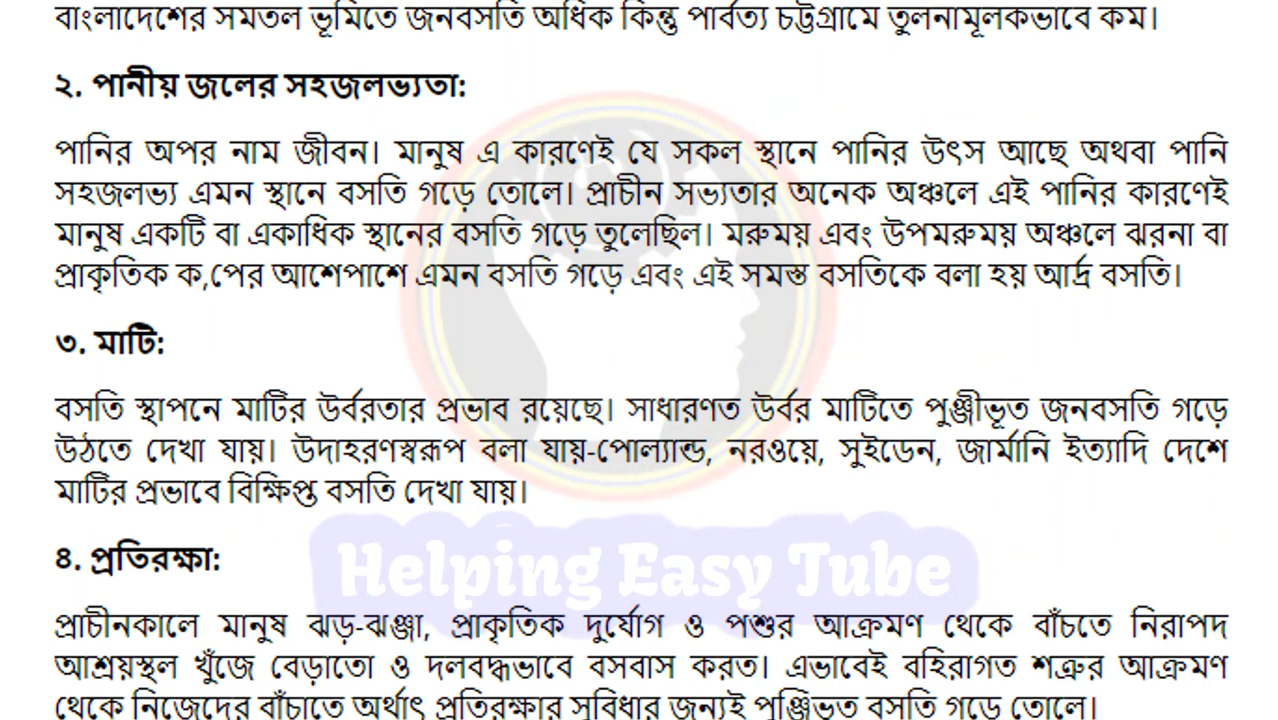 বাংলাদেশের সমতল ভূমিতে জনবসতি অধিক কিন্তু পার্বত্য চট্টগ্রামে তুলনামূলকভাবে কম।
২. পানীয় জলের সহজলভ্যতা:
পানির অপর নাম জীবন। মানুষ এ কারণেই যে সকল স্থানে পানির উৎস আছে অথবা পানি
সহজলভ্য এমন স্থানে বসতি গড়ে তোলে। প্রাচীন সভ্যতার অনেক অঞ্চলে এই পানির কারণেই
মানুষ একটি বা একাধিক স্থানের বসতি গড়ে তুলেছিল। মরুময় এবং উপমরুময় অঞ্চলে ঝরনা বা
প্রাকৃতিক ক,পের আশেপাশে এমন বসতি গড়ে এবং এই সমস্ত বসতিকে বলা হয় আর্দ্র বসতি।
৩. মাটি:
বসতি স্থাপনে মাটির উর্বরতার প্রভাব রয়েছে। সাধারণত উর্বর মাটিতে পুঞ্জীভূত জনবসতি গড়ে
উঠতে দেখা যায়। উদাহরণস্বরূপ বলা যায়-পোল্যান্ড, নরওয়ে, সুইডেন, জার্মানি ইত্যাদি দেশে
মাটির প্রভাবে বিক্ষিপ্ত বসতি দেখা যায়।
৪. প্রতিরক্ষা:
Helping Easy Tube
প্রাচীনকালে মানুষ ঝড়-ঝঞ্জা, প্রাকৃতিক দুর্যোগ ও পশুর আক্রমণ থেকে বাঁচতে নিরাপদ
আশ্রয়স্থল খুঁজে বেড়াতো ও দলবদ্ধভাবে বসবাস করত। এভাবেই বহিরাগত শত্রুর আক্রমণ
থেকে নিজেদের বাঁচাতে অর্থাৎ প্রতিরক্ষার সুবিধার জন্যই পুঞ্জিভূত বসতি গড়ে তোলে।